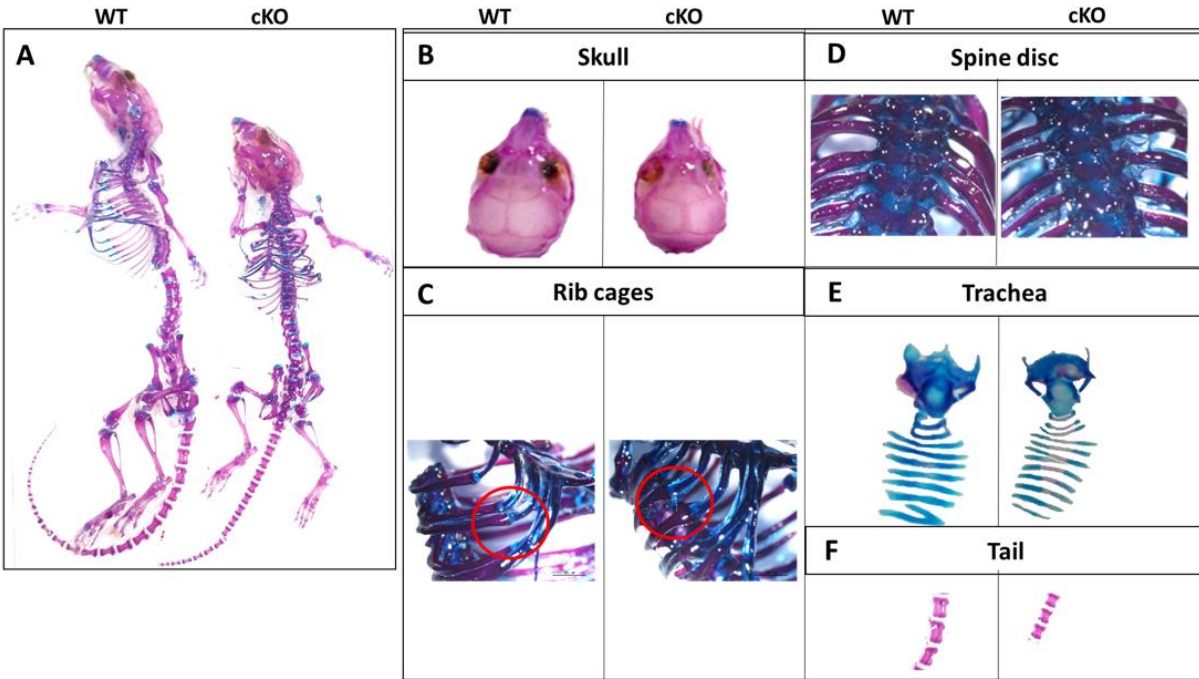 WT cKO
A
WT cKO
B Skull
C Rib cages
WT cKO
D Spine disc
E Trachea
F Tail